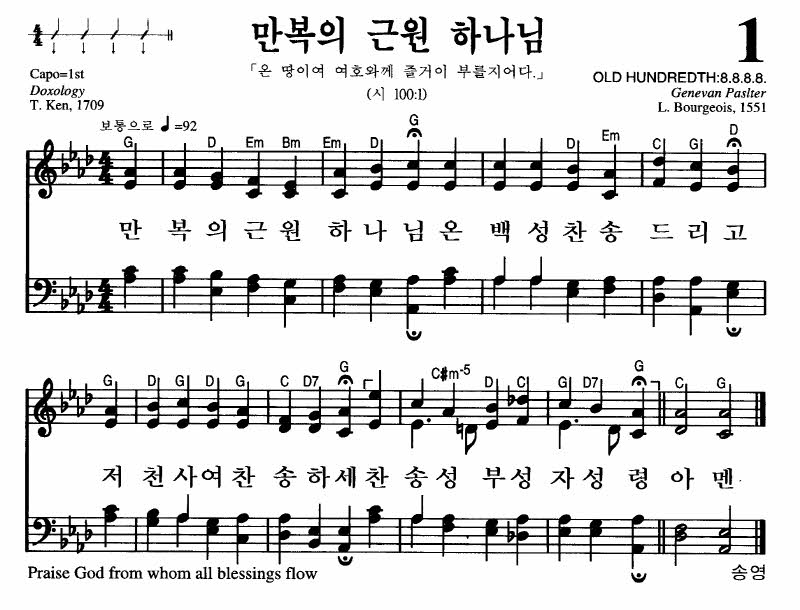 만복의 근원 하나님
1
「온 땅이여 여호와께 즐거이 부를지어다.」
(시 100:1)
Capo=1st
Doxology
T. Ken, 1709
OLD HUNDREDTH:8.8.8.8.
Genevan Paslter
L. Bourgeois, 1551
보통으로 ♩=92
G D Em Bm Em G D Em C G D
만 복 의 근 원 하 나 님 온 백 성 찬 송 드 리 고
G D G D G C D7 G C#m-5 D C G D7 G C G
저 천 사 여 찬 송 하 세 찬 송 성 부 성 자 성 령 아 멘
Praise God from whom all blessings flow
송영